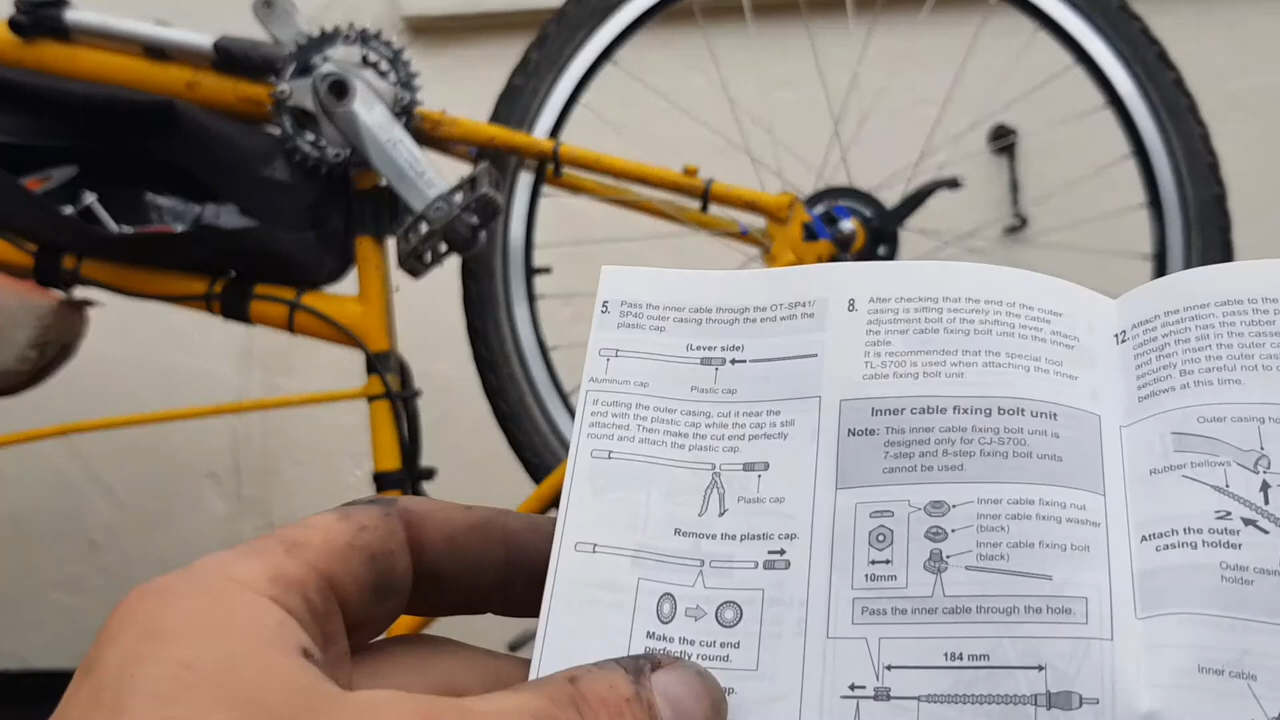 5. Pass the inner cable through the OT-SP41/
SP40 outer casing through the end with the
plastic cap.
(Lever side)
Aluminum cap
Plastic cap
If cutting the outer casing, cut it near the
end with the plastic cap while the cap is still
attached. Then make the cut end perfectly
round and attach the plastic cap.
Plastic cap
Remove the plastic cap.
Make the cut end
perfectly round.
8. After checking that the end of the outer
casing is sitting securely in the cable
adjustment bolt of the shifting lever, attach
the inner cable fixing bolt unit to the inner
cable.
It is recommended that the special tool
TL-S700 is used when attaching the inner
cable fixing bolt unit.
Inner cable fixing bolt unit
Note: This inner cable fixing bolt unit is
designed only for CJ-S700.
7-step and 8-step fixing bolt units
cannot be used.
Inner cable fixing nut
Inner cable fixing washer
(black)
Inner cable fixing bolt
(black)
10mm
Pass the inner cable through the hole.
184 mm
12. Attach the inner cable to the
in the illustration, pass the
cable which has the rubber
through the slit in the
and then insert the outer
securely into the outer
section. Be careful not to
bellows at this time.
Outer casing
Rubber bellows
2
Attach the outer
casing holder
Outer
holder
Inner cable